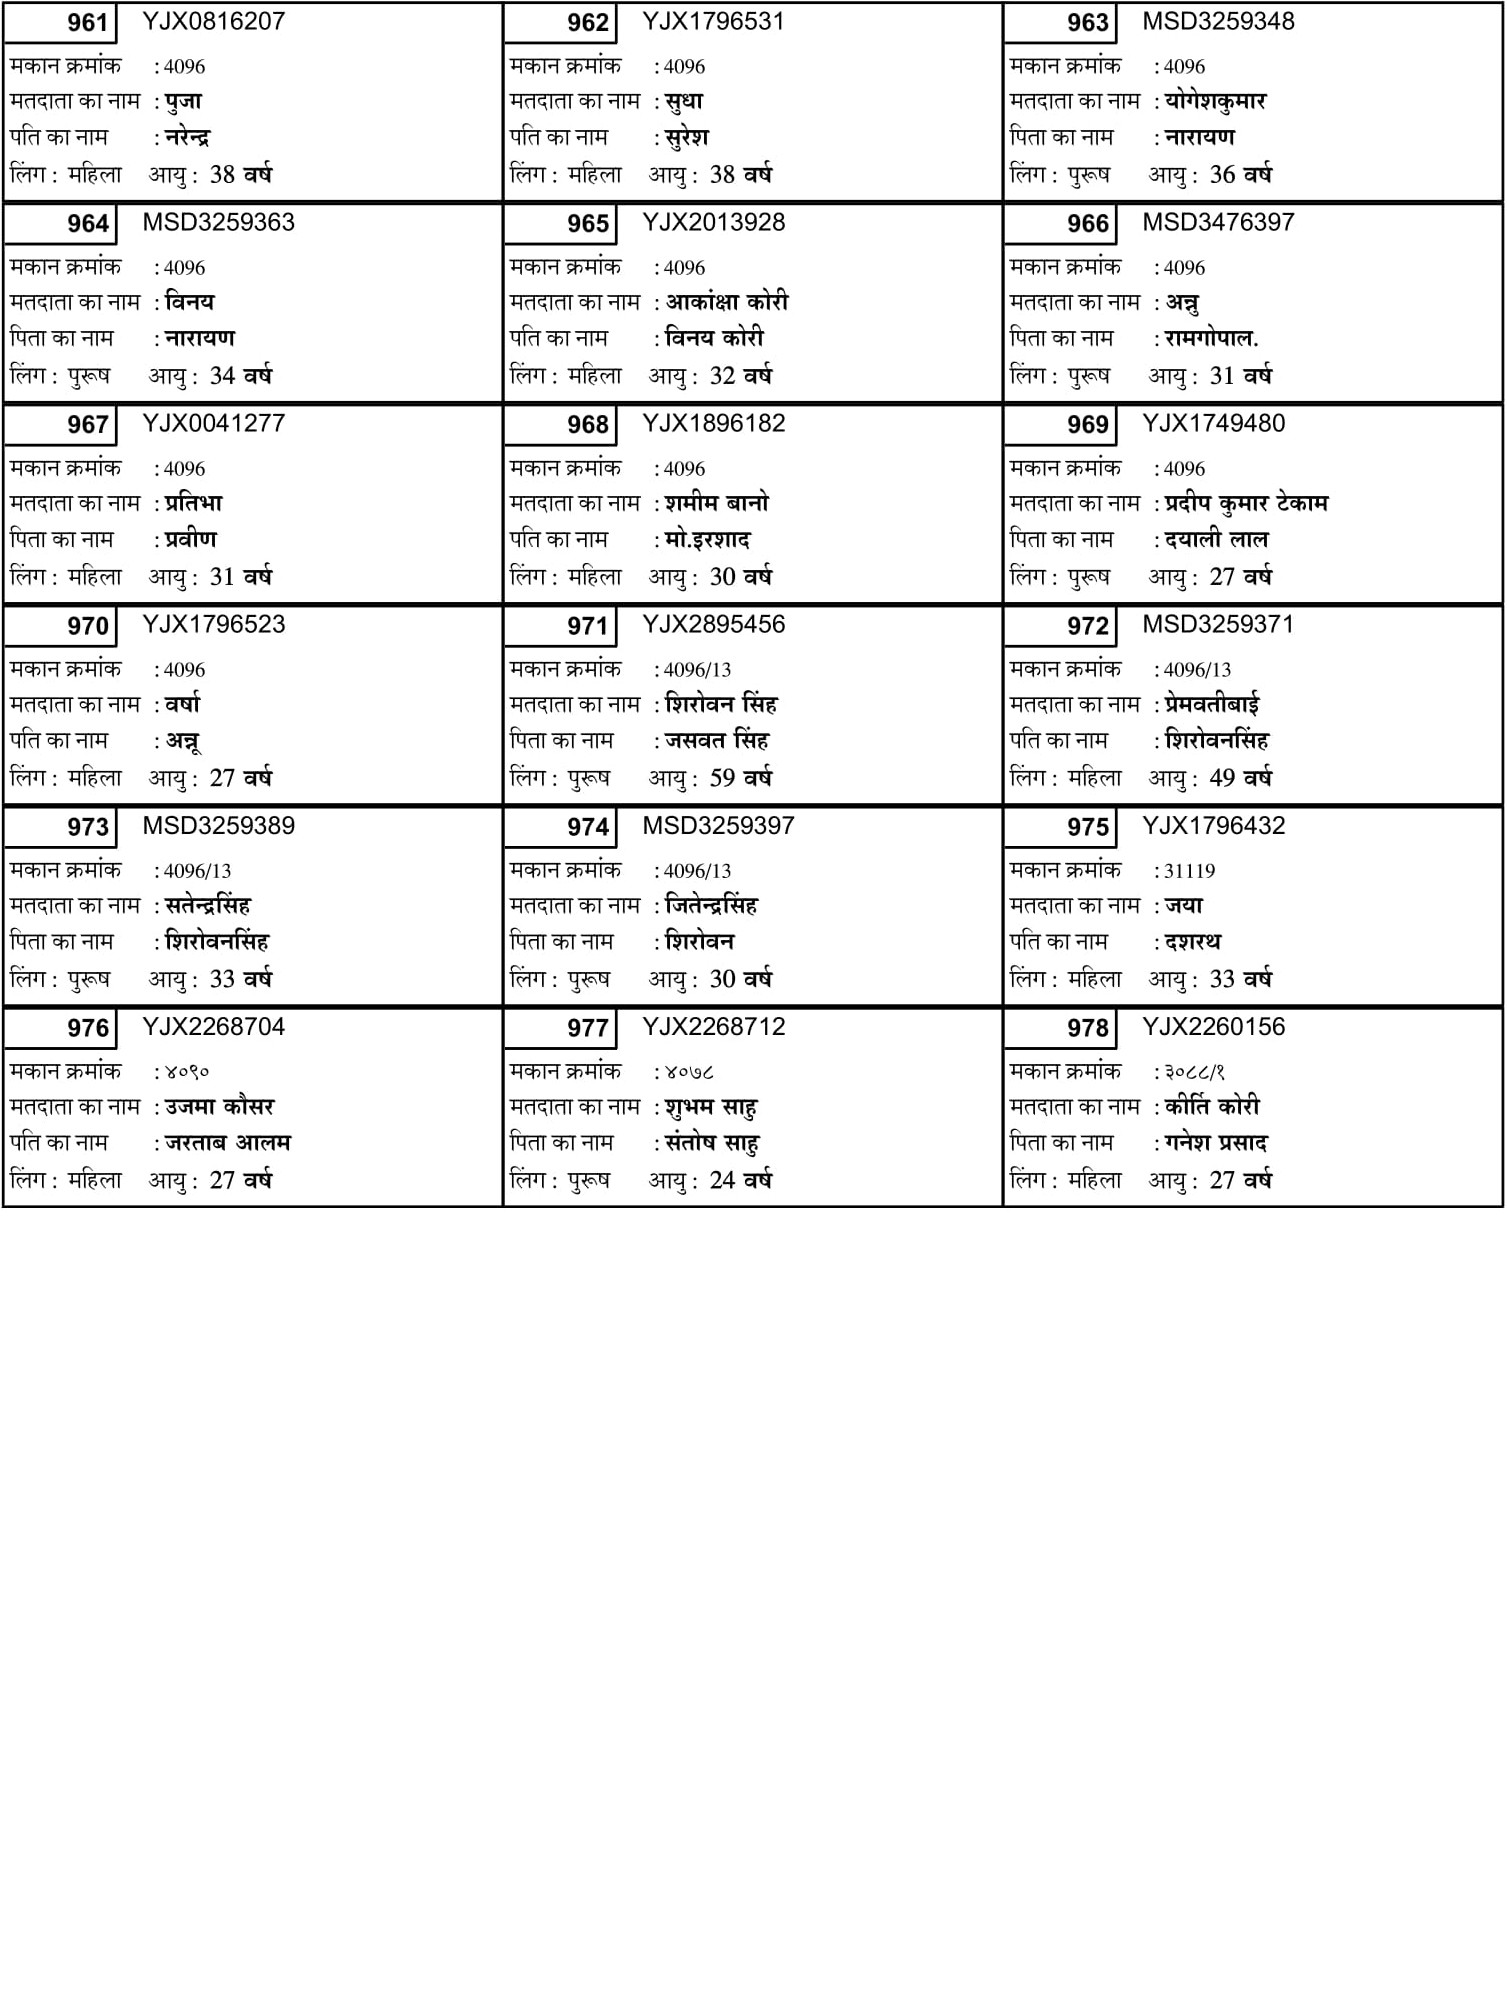 961 YJX0816207
मकान क्रमांक : 4096
मतदाता का नाम : पुजा
पति का नाम : नरेन्द्र
लिंग : महिला आयु : 38 वर्ष
962 YJX1796531
मकान क्रमांक : 4096
मतदाता का नाम : सुधा
पति का नाम : सुरेश
लिंग : महिला आयु : 38 वर्ष
963 MSD3259348
मकान क्रमांक : 4096
मतदाता का नाम : योगेशकुमार
पिता का नाम : नारायण
लिंग : पुरूष आयु : 36 वर्ष
964 MSD3259363
मकान क्रमांक : 4096
मतदाता का नाम : विनय
पिता का नाम : नारायण
लिंग : पुरूष आयु : 34 वर्ष
965 YJX2013928
मकान क्रमांक : 4096
मतदाता का नाम : आकांक्षा कोरी
पति का नाम : विनय कोरी
लिंग : महिला आयु : 32 वर्ष
966 MSD3476397
मकान क्रमांक : 4096
मतदाता का नाम : अन्नु
पिता का नाम : रामगोपाल.
लिंग : पुरूष आयु : 31 वर्ष
967 YJX0041277
मकान क्रमांक : 4096
मतदाता का नाम : प्रतिभा
पिता का नाम : प्रवीण
लिंग : महिला आयु : 31 वर्ष
968 YJX1896182
मकान क्रमांक : 4096
मतदाता का नाम : शमीम बानो
पति का नाम : मो.इरशाद
लिंग : महिला आयु : 30 वर्ष
969 YJX1749480
मकान क्रमांक : 4096
मतदाता का नाम : प्रदीप कुमार टेकाम
पिता का नाम : दयाली लाल
लिंग : पुरूष आयु : 27 वर्ष
970 YJX1796523
मकान क्रमांक : 4096
मतदाता का नाम : वर्षा
पति का नाम : अन्नू
लिंग : महिला आयु : 27 वर्ष
971 YJX2895456
मकान क्रमांक : 4096/13
मतदाता का नाम : शिरोवन सिंह
पिता का नाम : जसवत सिंह
लिंग : पुरूष आयु : 59 वर्ष
972 MSD3259371
मकान क्रमांक : 4096/13
मतदाता का नाम : प्रेमवतीबाई
पति का नाम : शिरोवनसिंह
लिंग : महिला आयु : 49 वर्ष
973 MSD3259389
मकान क्रमांक : 4096/13
मतदाता का नाम : सतेन्द्रसिंह
पिता का नाम : शिरोवनसिंह
लिंग : पुरूष आयु : 33 वर्ष
974 MSD3259397
मकान क्रमांक : 4096/13
मतदाता का नाम : जितेन्द्रसिंह
पिता का नाम : शिरोवन
लिंग : पुरूष आयु : 30 वर्ष
975 YJX1796432
मकान क्रमांक : 31119
मतदाता का नाम : जया
पति का नाम : दशरथ
लिंग : महिला आयु : 33 वर्ष
976 YJX2268704
मकान क्रमांक : ४०९०
मतदाता का नाम : उजमा कौसर
पति का नाम : जरताब आलम
लिंग : महिला आयु : 27 वर्ष
977 YJX2268712
मकान क्रमांक : ४०७८
मतदाता का नाम : शुभम साहु
पिता का नाम : संतोष साहु
लिंग : पुरूष आयु : 24 वर्ष
978 YJX2260156
मकान क्रमांक : ३०८८/१
मतदाता का नाम : कीर्ति कोरी
पिता का नाम : गनेश प्रसाद
लिंग : महिला आयु : 27 वर्ष